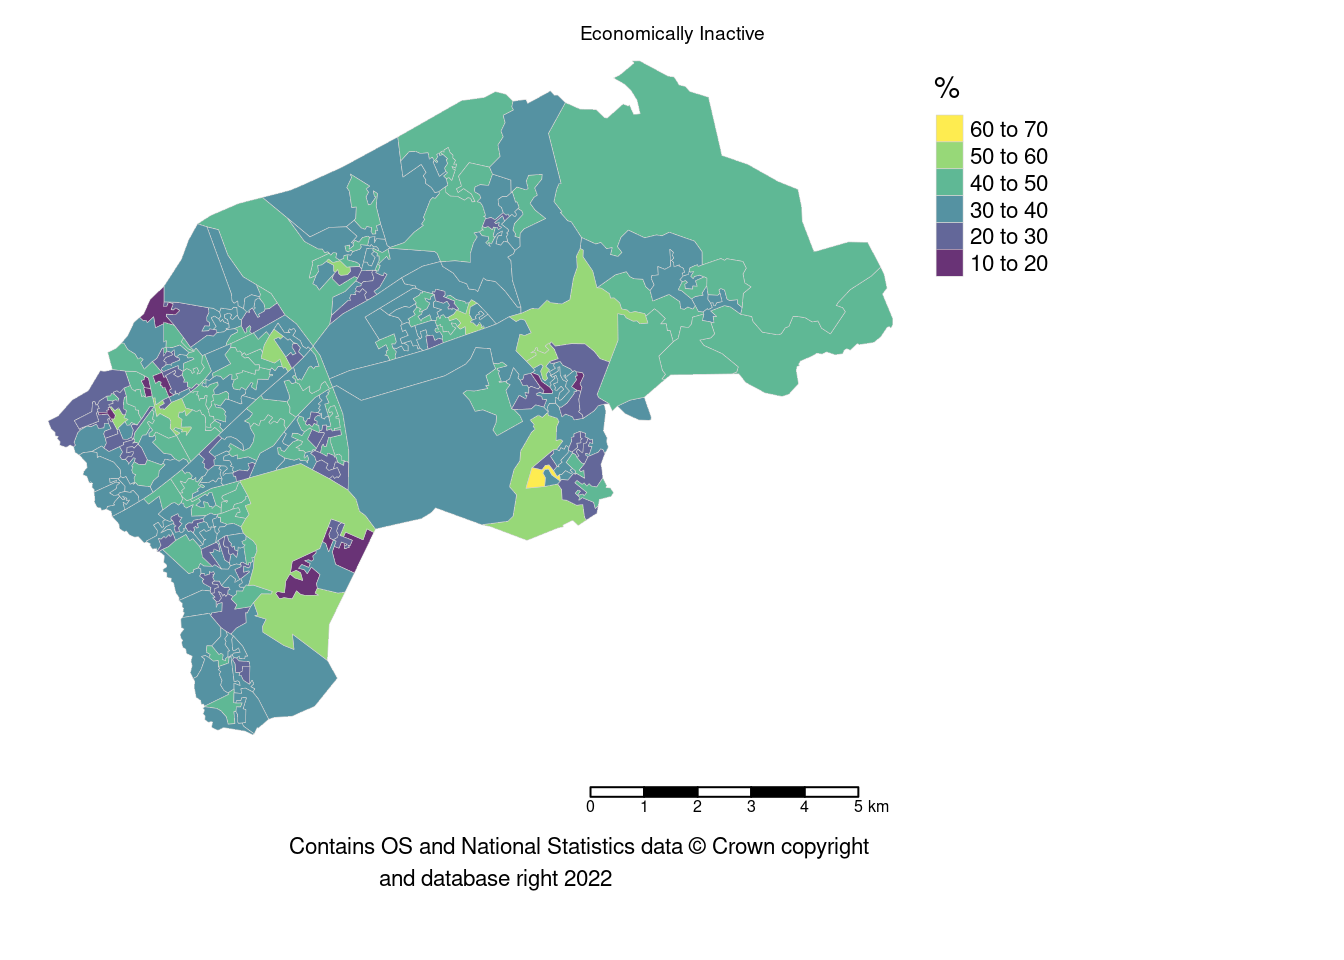 Economically Inactive
%
60 to 70
50 to 60
40 to 50
30 to 40
20 to 30
10 to 20
0 1 2 3 4 5 km
Contains OS and National Statistics data © Crown copyright
and database right 2022